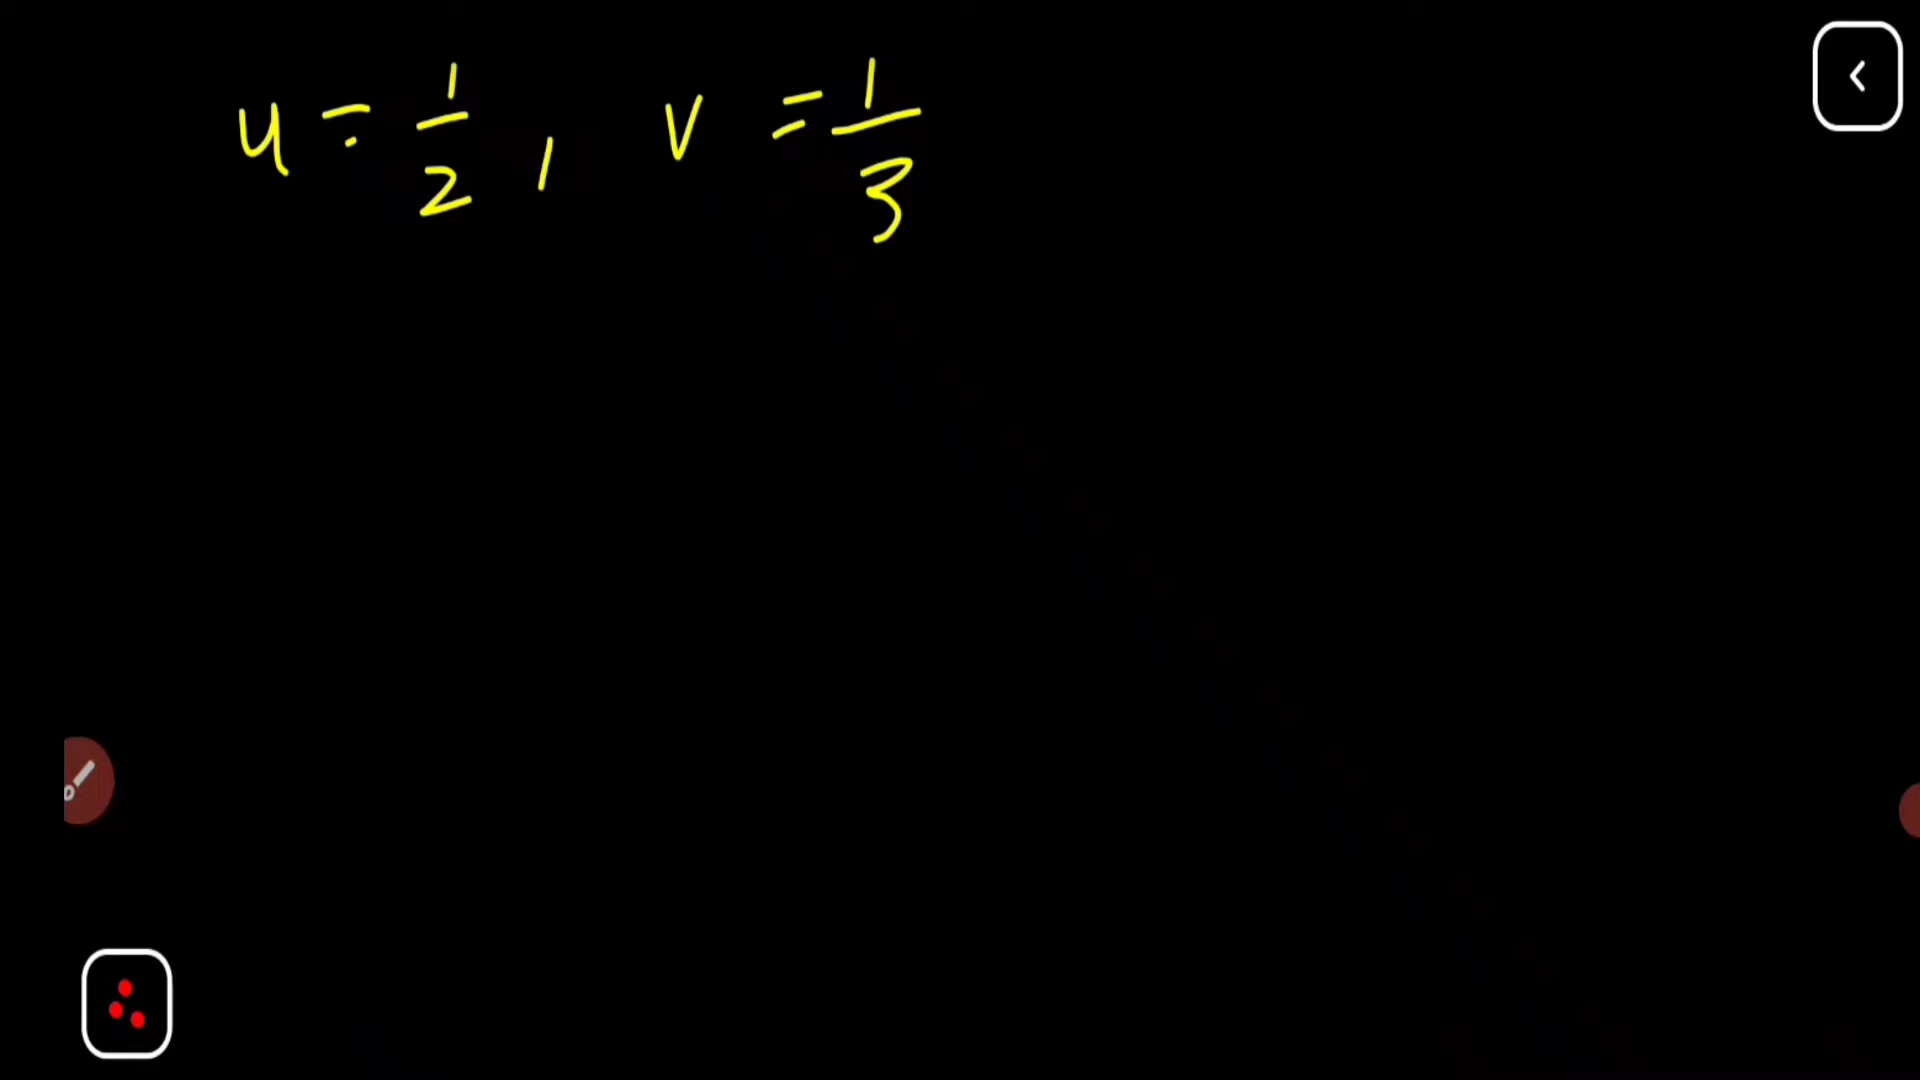 u = 1/2 , v = 1/3